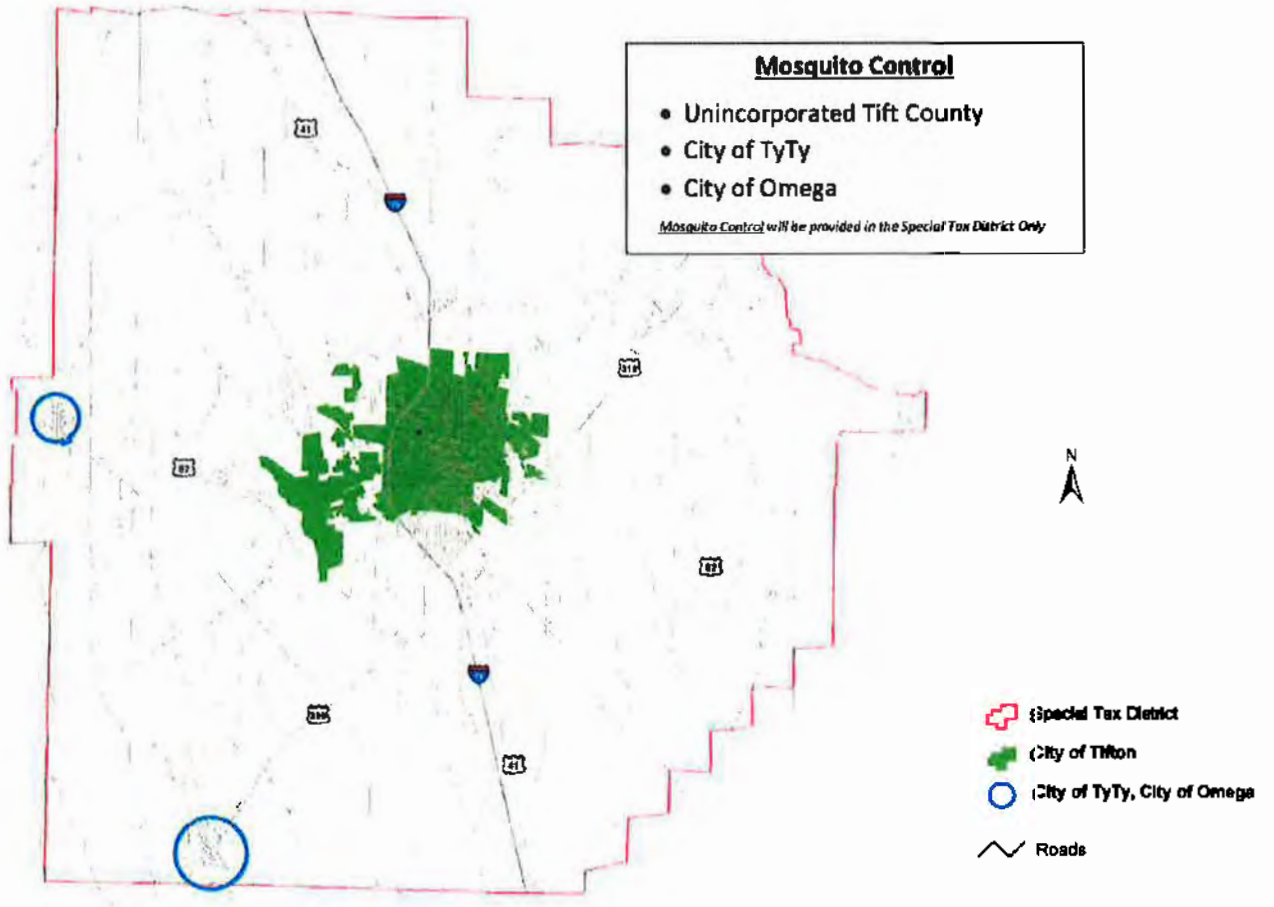 Mosquito Control
• Unincorporated Tift County
• City of TyTy
• City of Omega
Mosquito Control will be provided in the Special Tax District Only
41
319
82
N
82
41
Special Tax District
City of Tifton
City of TyTy, City of Omega
Roads